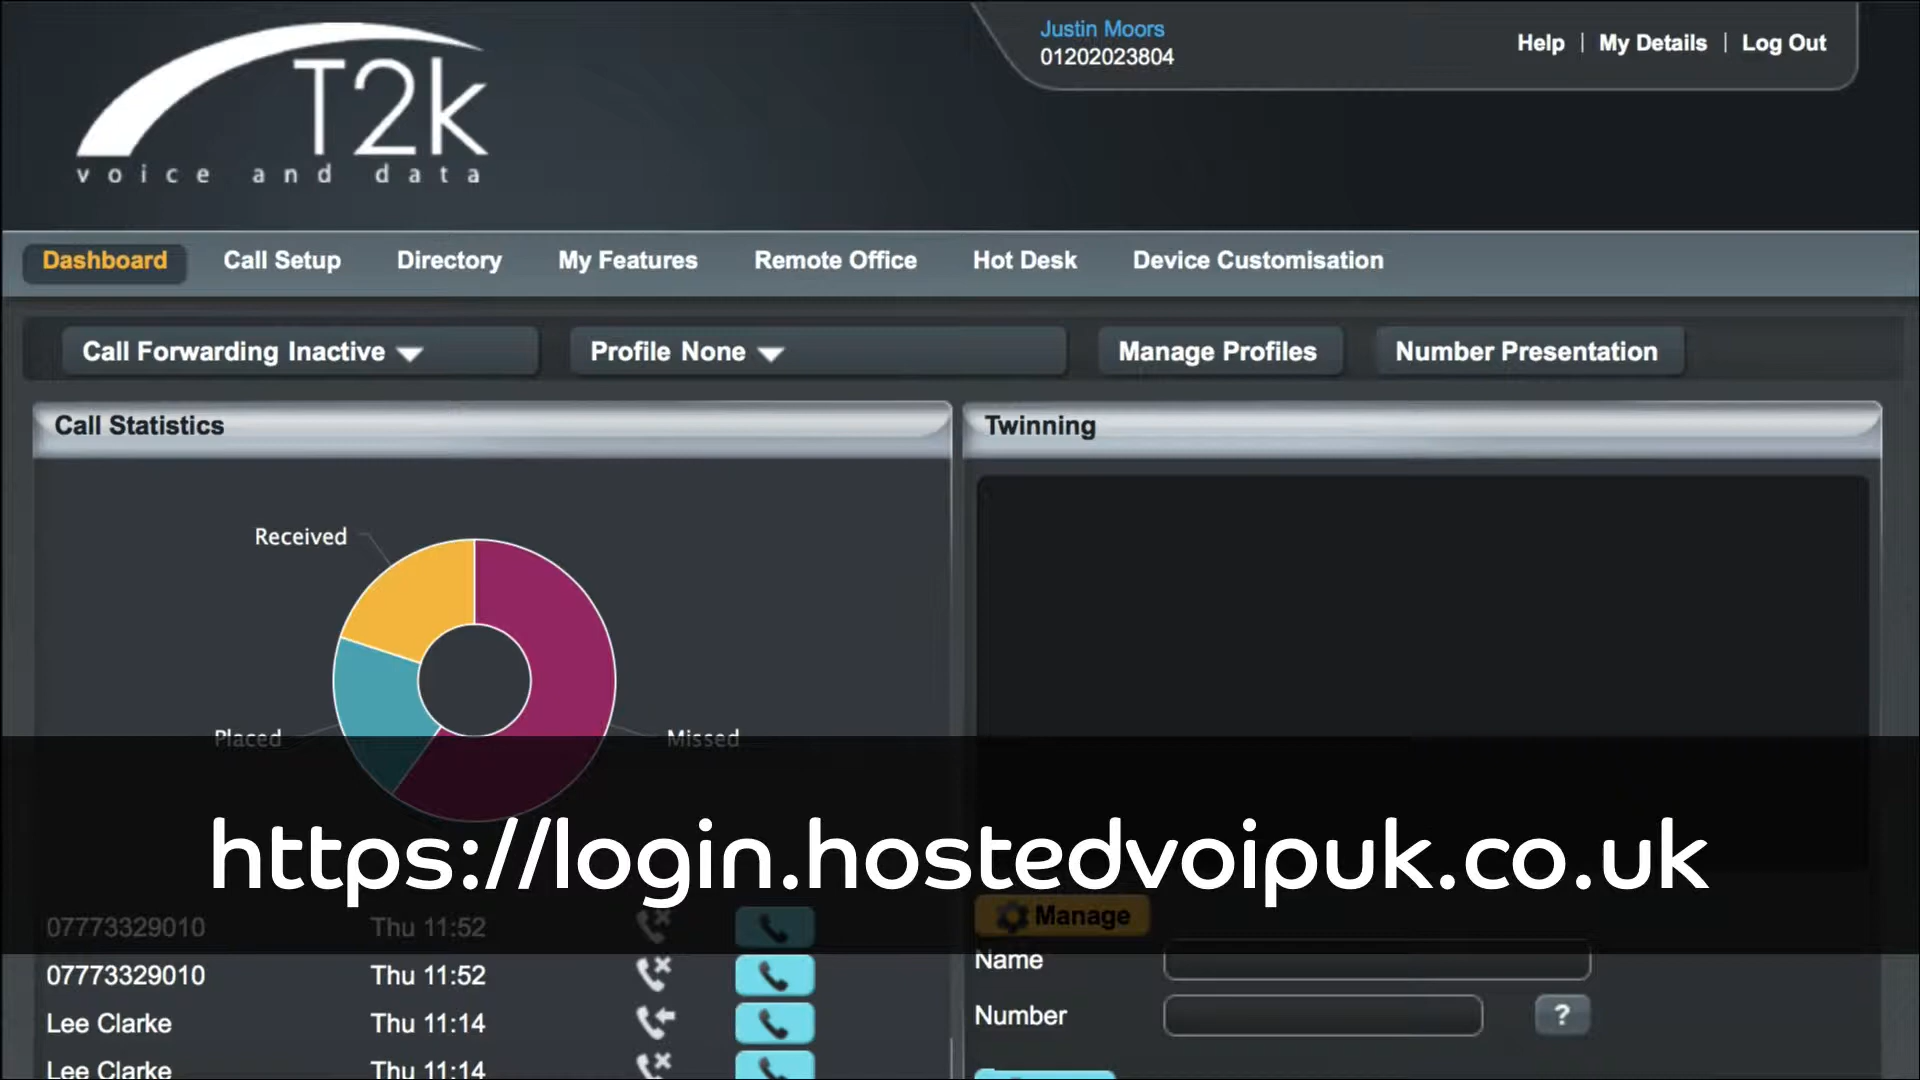 T2k
voice and data
Justin Moors
01202023804
Help | My Details | Log Out
Dashboard Call Setup Directory My Features Remote Office Hot Desk Device Customisation
Call Forwarding Inactive Profile None Manage Profiles Number Presentation
Call Statistics
Twinning
Received
Placed
Missed
https://login.hostedvoipuk.co.uk
07773329010 Thu 11:52
Manage
07773329010 Thu 11:52
Name
Lee Clarke Thu 11:14
Number ?
Lee Clarke Thu 11:14